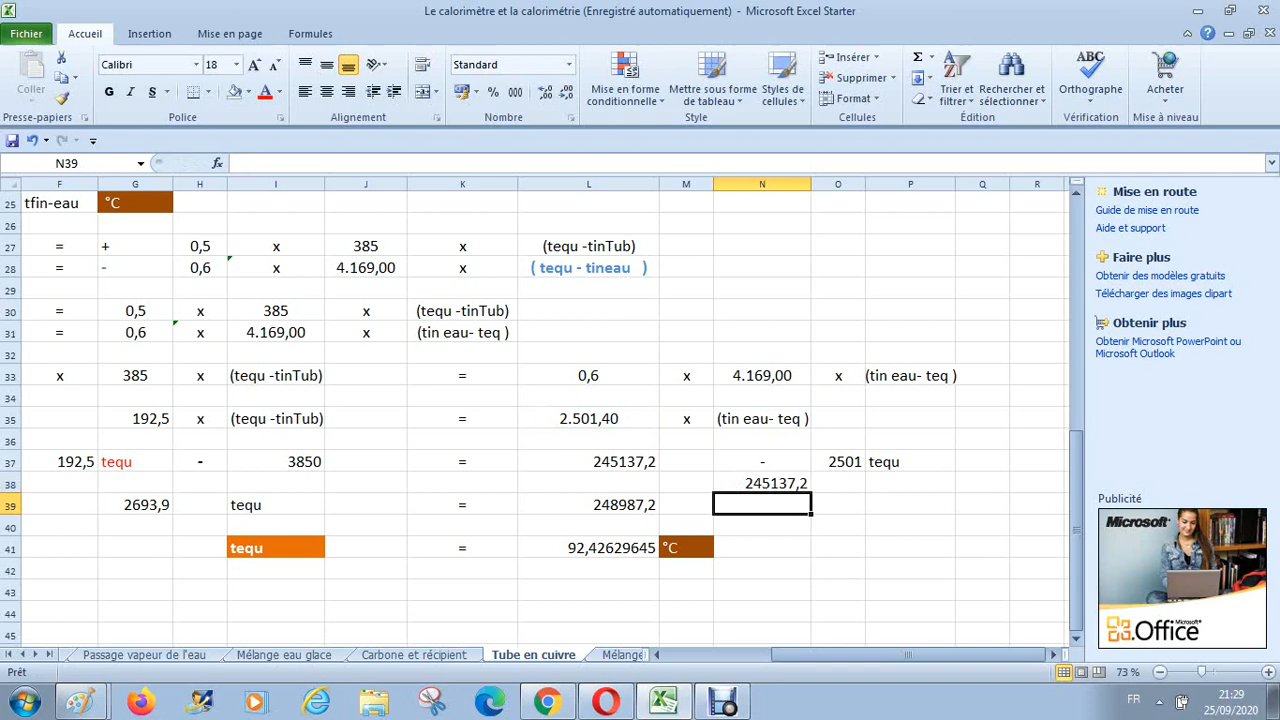 Le calorimètre et la calorimétrie (Enregistré automatiquement) - Microsoft Excel Starter
Fichier Accueil Insertion Mise en page Formules
Calibri 18 Standard
Coller
G I S % 000
Mise en forme conditionnelle
Mettre sous forme de tableau
Styles de cellules
Insérer
Supprimer
Format
Trier et filtrer
Rechercher et sélectionner
ABC Orthographe
Acheter
Presse-papiers Police Alignement Nombre Style Cellules Édition Vérification Mise à niveau
N39 fx
F G H I J K L M N O P Q R
25 tfin-eau °C
26
27 = + 0,5 x 385 x (tequ -tinTub)
28 = - 0,6 x 4.169,00 x ( tequ - tineau )
29
30 = 0,5 x 385 x (tequ -tinTub)
31 = 0,6 x 4.169,00 x (tin eau- teq )
32
33 x 385 x (tequ -tinTub) = 0,6 x 4.169,00 x (tin eau- teq )
34
35 192,5 x (tequ -tinTub) = 2.501,40 x (tin eau- teq )
36
37 192,5 tequ - 3850 = 245137,2 - 2501 tequ
38 245137,2
39 2693,9 tequ = 248987,2
40
41 tequ = 92,42629645 °C
42
43
44
45
Mise en route
Guide de mise en route
Aide et support
Faire plus
Obtenir des modèles gratuits
Télécharger des images clipart
Obtenir plus
Obtenir Microsoft PowerPoint ou
Microsoft Outlook
Publicité
Microsoft®
Office
Passage vapeur de l'eau Mélange eau glace Carbone et récipient Tube en cuivre Mélange
Prêt 73 %
FR 21:29
25/09/2020